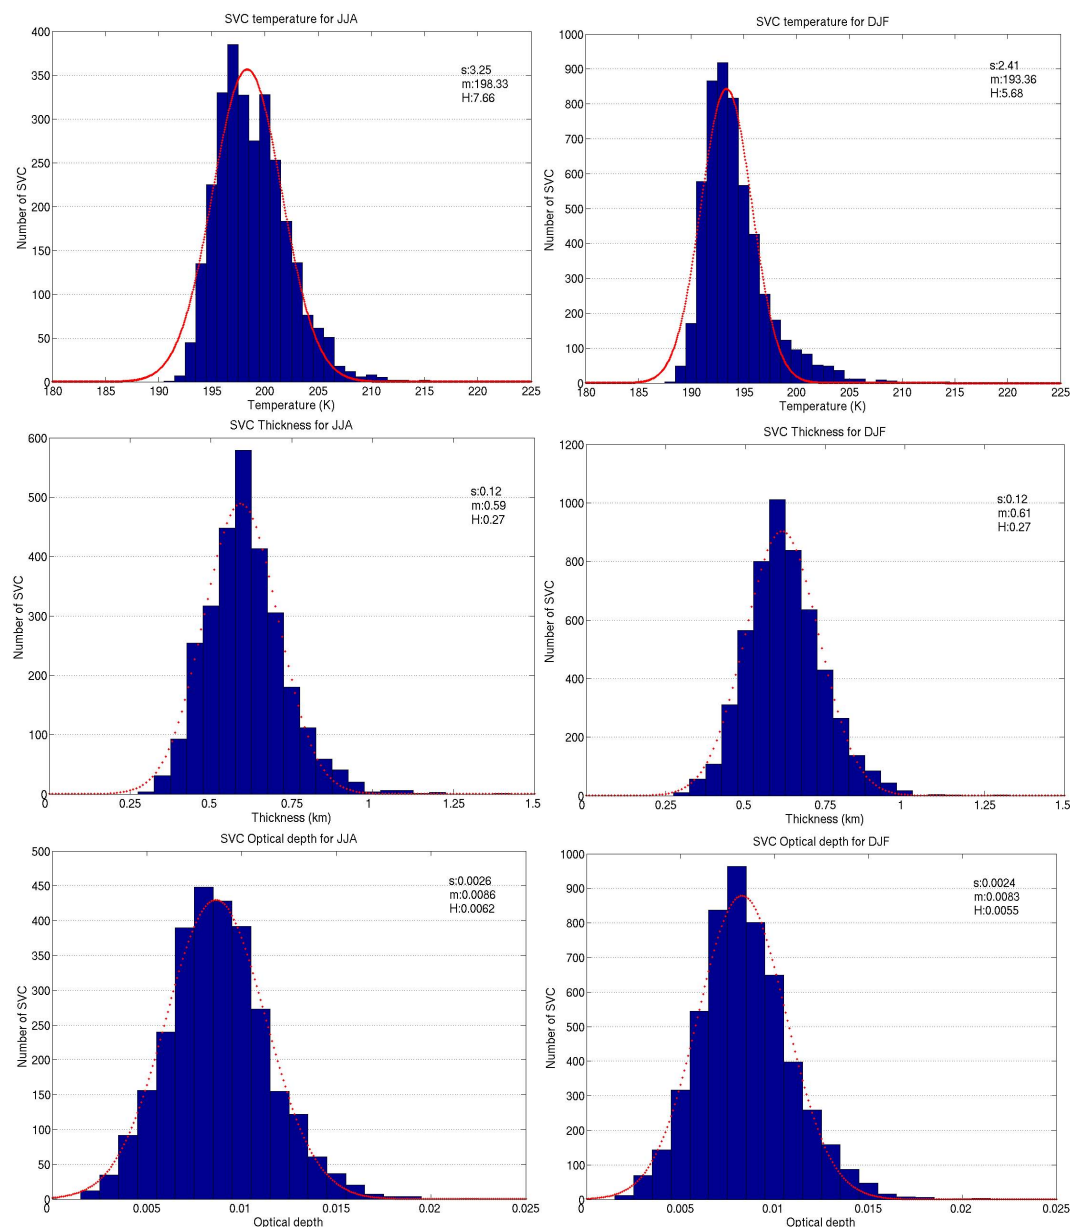 SVC temperature for JJA
400
350
300
250
200
150
100
50
0
Number of SVC
s:3.25
m:198.33
H:7.66
180 185 190 195 200 205 210 215 220 225
Temperature (K)
SVC temperature for DJF
1000
900
800
700
600
500
400
300
200
100
0
Number of SVC
s:2.41
m:193.36
H:5.68
180 185 190 195 200 205 210 215 220 225
Temperature (K)
SVC Thickness for JJA
600
500
400
300
200
100
0
Number of SVC
s:0.12
m:0.59
H:0.27
0 0.25 0.5 0.75 1 1.25 1.5
Thickness (km)
SVC Thickness for DJF
1200
1000
800
600
400
200
0
Number of SVC
s:0.12
m:0.61
H:0.27
0 0.25 0.5 0.75 1 1.25 1.5
Thickness (km)
SVC Optical depth for JJA
500
450
400
350
300
250
200
150
100
50
0
Number of SVC
s:0.0026
m:0.0086
H:0.0062
0 0.005 0.010 0.015 0.02 0.025
Optical depth
SVC Optical depth for DJF
1000
900
800
700
600
500
400
300
200
100
0
Number of SVC
s:0.0024
m:0.0083
H:0.0055
0 0.005 0.01 0.015 0.02 0.025
Optical depth